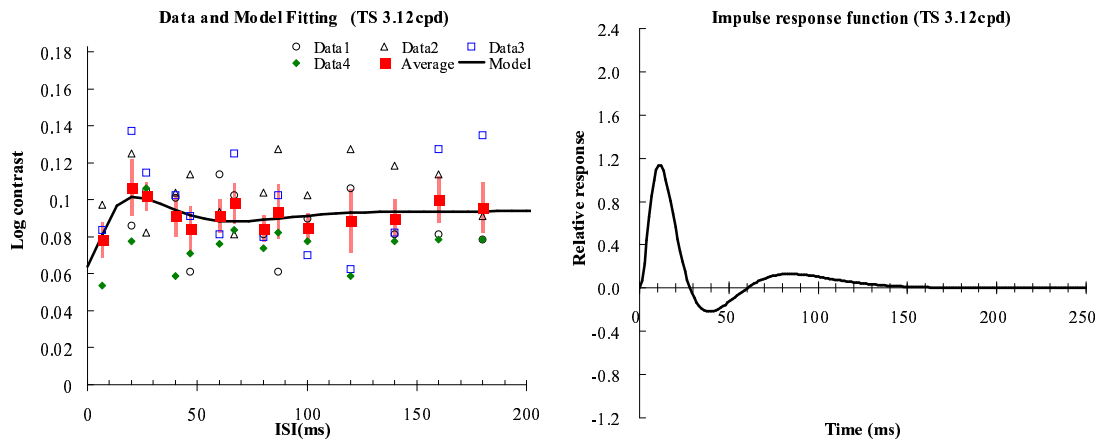 Data and Model Fitting (TS 3.12cpd)
Data1 Data2 Data3
Data4 Average Model
Log contrast
0.18
0.16
0.14
0.12
0.1
0.08
0.06
0.04
0.02
0
0 50 100 150 200
ISI(ms)
Impulse response function (TS 3.12cpd)
Relative response
2.4
2.0
1.6
1.2
0.8
0.4
0.0
-0.4
-0.8
-1.2
0 50 100 150 200 250
Time (ms)